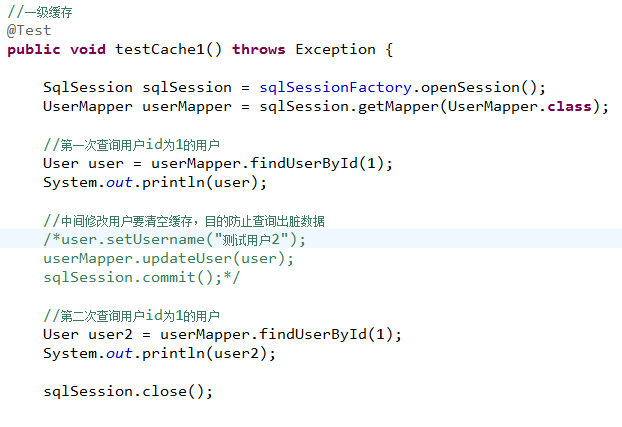 //一级缓存
@Test
public void testCache1() throws Exception {
SqlSession sqlSession = sqlSessionFactory.openSession();
UserMapper userMapper = sqlSession.getMapper(UserMapper.class);
//第一次查询用户id为1的用户
User user = userMapper.findUserById(1);
System.out.println(user);
//中间修改用户要清空缓存，目的防止查询出脏数据
/*user.setUsername("测试用户2");
userMapper.updateUser(user);
sqlSession.commit();*/
//第二次查询用户id为1的用户
User user2 = userMapper.findUserById(1);
System.out.println(user2);
sqlSession.close();